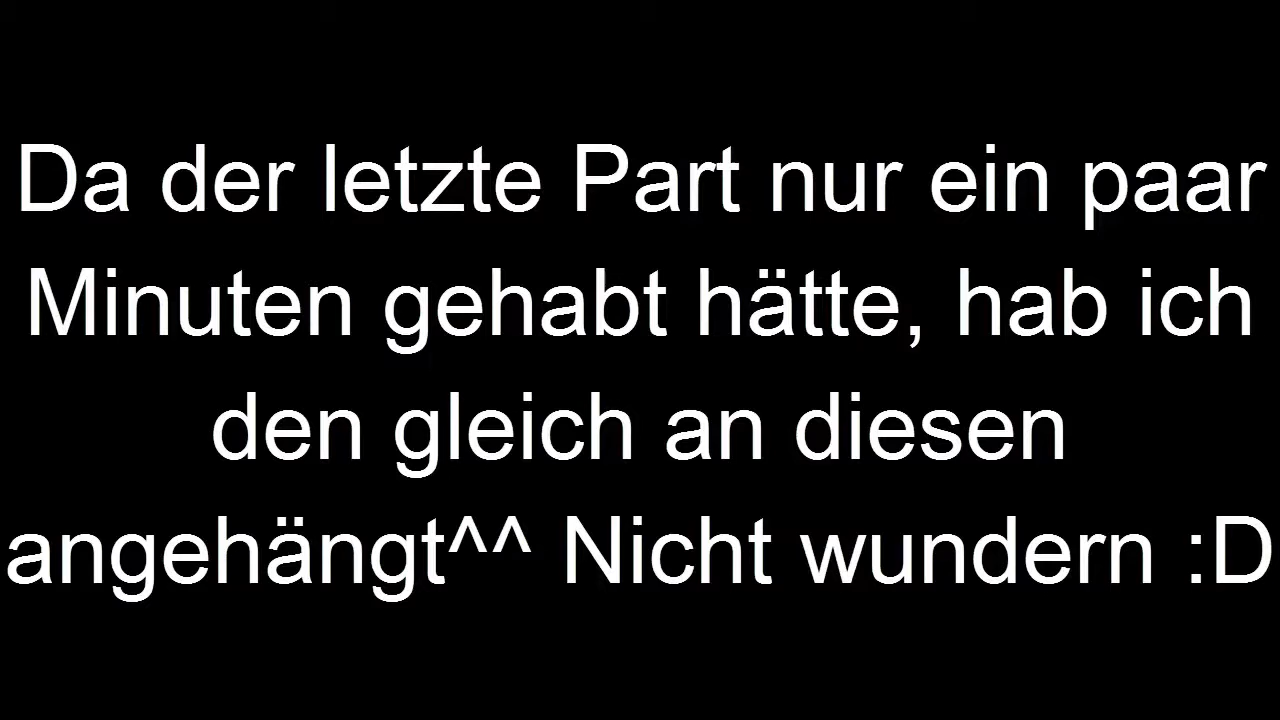 Da der letzte Part nur ein paar
Minuten gehabt hätte, hab ich
den gleich an diesen
angehängt^^ Nicht wundern :D